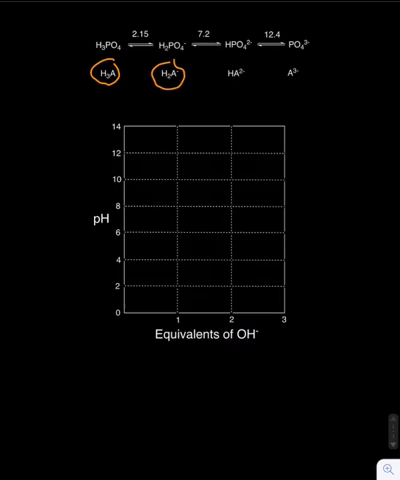 2.15 7.2 12.4
H₃PO₄ H₂PO₄⁻ HPO₄²⁻ PO₄³⁻
H₃A H₂A⁻ HA²⁻ A³⁻
14
12
10
8
pH
6
4
2
0
1 2 3
Equivalents of OH⁻